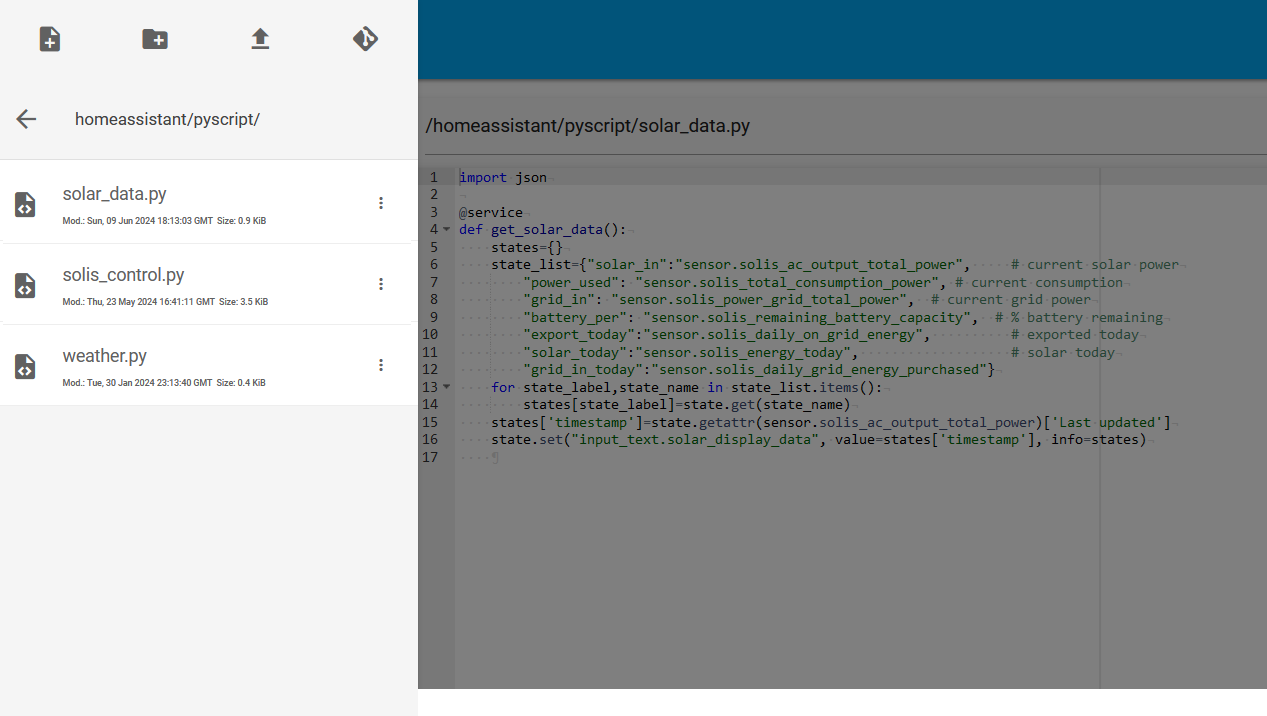 homeassistant/pyscript/
solar_data.py
Mod.: Sun, 09 Jun 2024 18:13:03 GMT Size: 0.9 KiB
solis_control.py
Mod.: Thu, 23 May 2024 16:41:11 GMT Size: 3.5 KiB
weather.py
Mod.: Tue, 30 Jan 2024 23:13:40 GMT Size: 0.4 KiB
/homeassistant/pyscript/solar_data.py
1 import json
2
3 @service
4 def get_solar_data():
5     states={}
6     state_list={"solar_in":"sensor.solis_ac_output_total_power",     # current solar power
7         "power_used": "sensor.solis_total_consumption_power", # current consumption
8         "grid_in": "sensor.solis_power_grid_total_power",  # current grid power
9         "battery_per": "sensor.solis_remaining_battery_capacity",  # % battery remaining
10         "export_today":"sensor.solis_daily_on_grid_energy",          # exported today
11         "solar_today":"sensor.solis_energy_today",                   # solar today
12         "grid_in_today":"sensor.solis_daily_grid_energy_purchased"}
13     for state_label,state_name in state_list.items():
14         states[state_label]=state.get(state_name)
15     states['timestamp']=state.getattr(sensor.solis_ac_output_total_power)['Last updated']
16     state.set("input_text.solar_display_data", value=states['timestamp'], info=states)
17     ¶